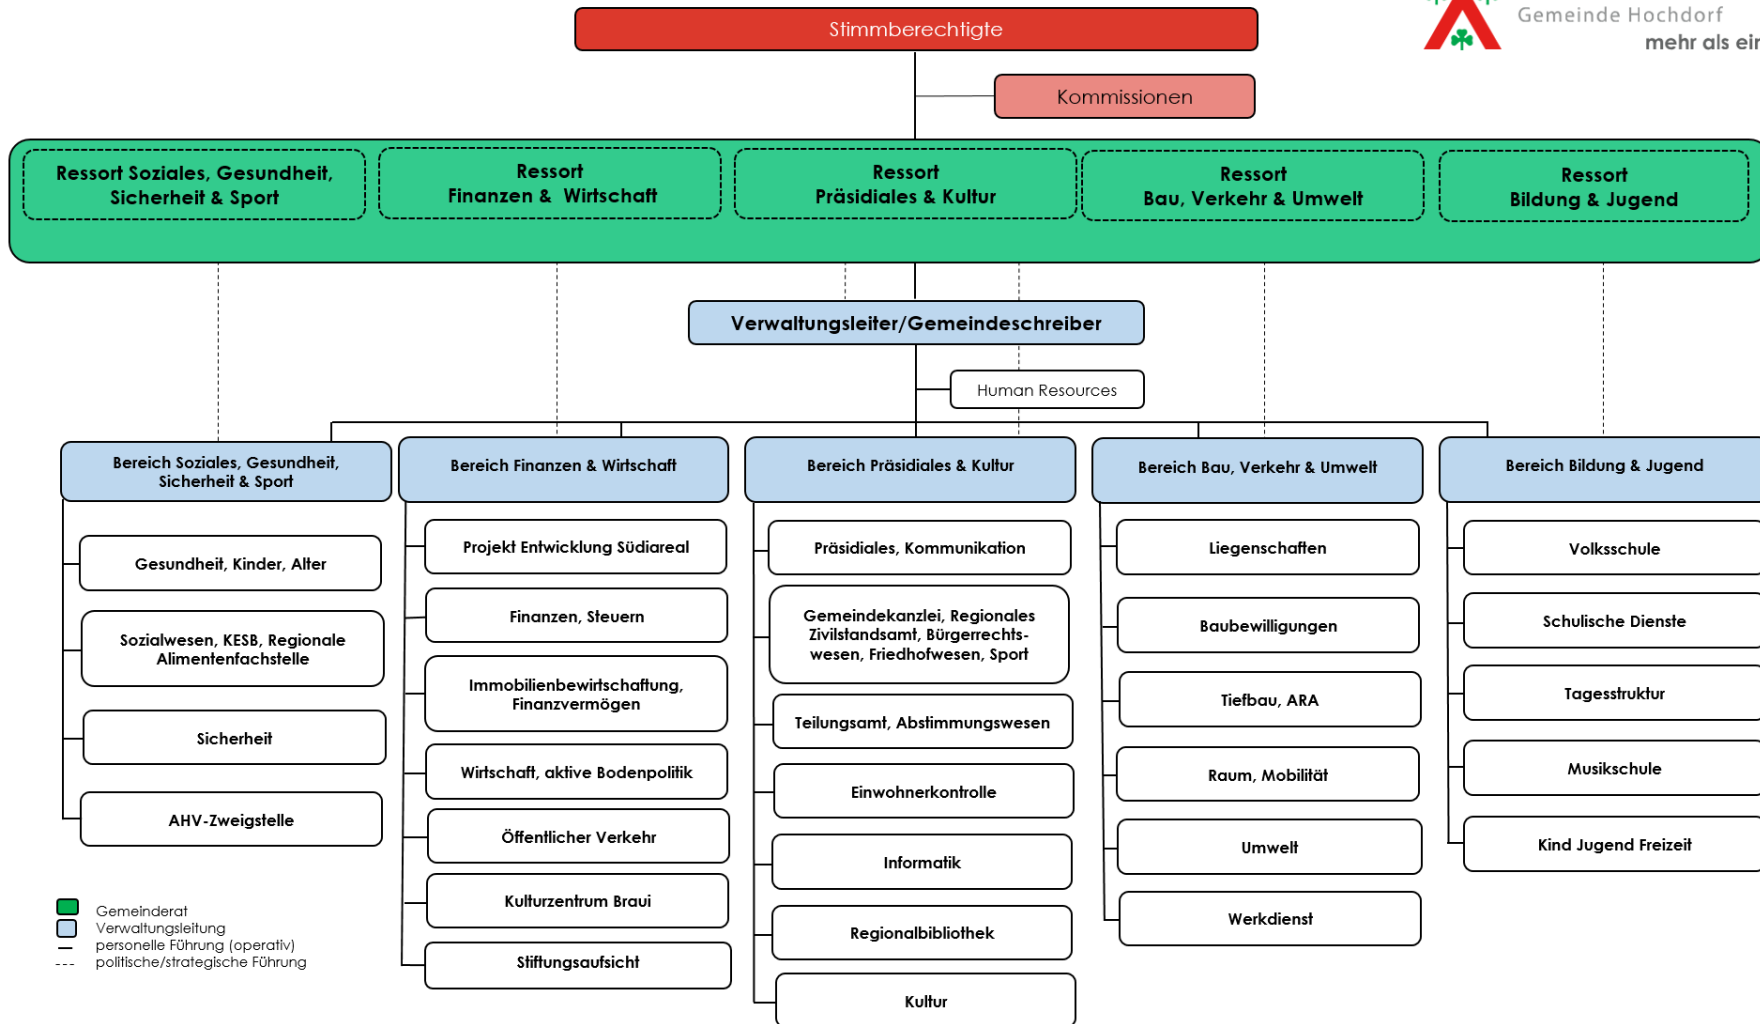 Stimmberechtigte
Gemeinde Hochdorf
mehr als ein
Kommissionen
Ressort Soziales, Gesundheit,
Sicherheit & Sport
Ressort
Finanzen & Wirtschaft
Ressort
Präsidiales & Kultur
Ressort
Bau, Verkehr & Umwelt
Ressort
Bildung & Jugend
Verwaltungsleiter/Gemeindeschreiber
Human Resources
Bereich Soziales, Gesundheit,
Sicherheit & Sport
Gesundheit, Kinder, Alter
Sozialwesen, KESB, Regionale
Alimentenfachstelle
Sicherheit
AHV-Zweigstelle
Bereich Finanzen & Wirtschaft
Projekt Entwicklung Südiareal
Finanzen, Steuern
Immobilienbewirtschaftung,
Finanzvermögen
Wirtschaft, aktive Bodenpolitik
Öffentlicher Verkehr
Kulturzentrum Braui
Stiftungsaufsicht
Bereich Präsidiales & Kultur
Präsidiales, Kommunikation
Gemeindekanzlei, Regionales
Zivilstandsamt, Bürgerrechts-
wesen, Friedhofwesen, Sport
Teilungsamt, Abstimmungswesen
Einwohnerkontrolle
Informatik
Regionalbibliothek
Kultur
Bereich Bau, Verkehr & Umwelt
Liegenschaften
Baubewilligungen
Tiefbau, ARA
Raum, Mobilität
Umwelt
Werkdienst
Bereich Bildung & Jugend
Volksschule
Schulische Dienste
Tagesstruktur
Musikschule
Kind Jugend Freizeit
Gemeinderat
Verwaltungsleitung
personelle Führung (operativ)
politische/strategische Führung